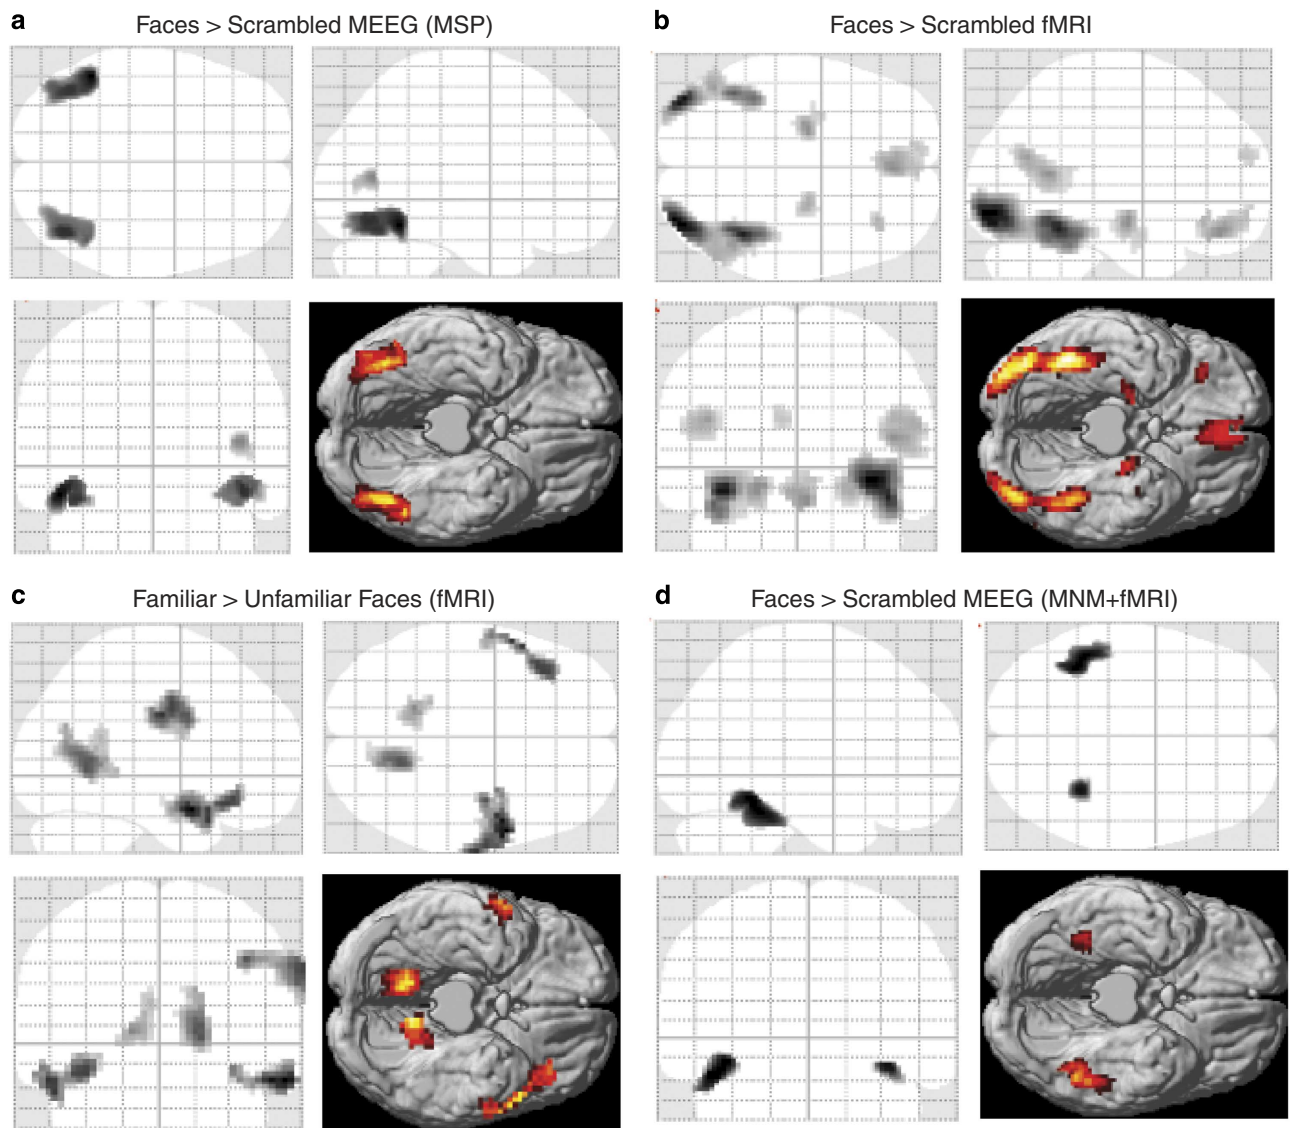 a
Faces > Scrambled MEEG (MSP)
b
Faces > Scrambled fMRI
c
Familiar > Unfamiliar Faces (fMRI)
d
Faces > Scrambled MEEG (MNM+fMRI)